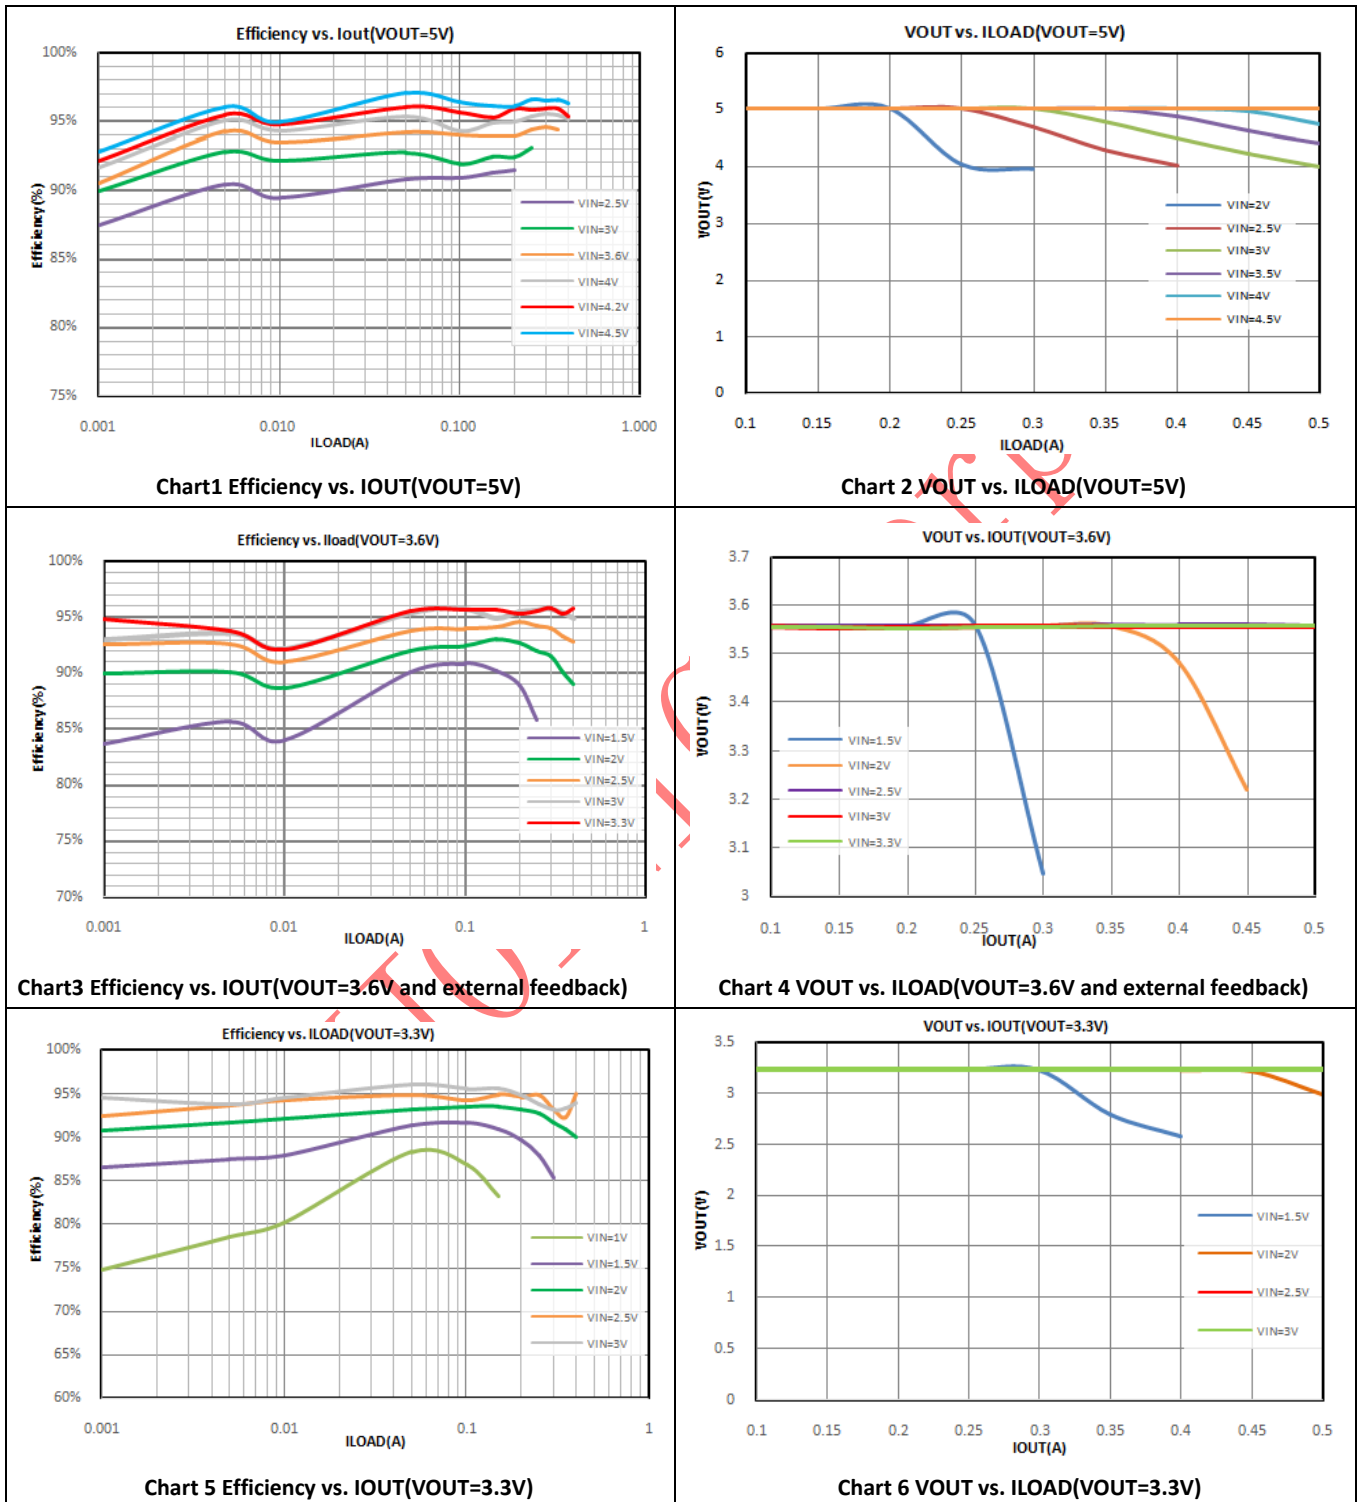 Efficiency vs. Iout(VOUT=5V)
100%
95%
90%
85%
80%
75%
Efficiency(%)
VIN=2.5V
VIN=3V
VIN=3.6V
VIN=4V
VIN=4.2V
VIN=4.5V
0.001 0.010 0.100 1.000
ILOAD(A)
Chart1 Efficiency vs. IOUT(VOUT=5V)
VOUT vs. ILOAD(VOUT=5V)
6
5
4
3
2
1
0
VOUT(V)
VIN=2V
VIN=2.5V
VIN=3V
VIN=3.5V
VIN=4V
VIN=4.5V
0.1 0.15 0.2 0.25 0.3 0.35 0.4 0.45 0.5
ILOAD(A)
Chart 2 VOUT vs. ILOAD(VOUT=5V)
Efficiency vs. Iload(VOUT=3.6V)
100%
95%
90%
85%
80%
75%
70%
Efficiency(%)
VIN=1.5V
VIN=2V
VIN=2.5V
VIN=3V
VIN=3.3V
0.001 0.01 0.1 1
ILOAD(A)
Chart3 Efficiency vs. IOUT(VOUT=3.6V and external feedback)
VOUT vs. IOUT(VOUT=3.6V)
3.7
3.6
3.5
3.4
3.3
3.2
3.1
3
VOUT(V)
VIN=1.5V
VIN=2V
VIN=2.5V
VIN=3V
VIN=3.3V
0.1 0.15 0.2 0.25 0.3 0.35 0.4 0.45 0.5
IOUT(A)
Chart 4 VOUT vs. ILOAD(VOUT=3.6V and external feedback)
Efficiency vs. ILOAD(VOUT=3.3V)
100%
95%
90%
85%
80%
75%
70%
65%
60%
Efficiency(%)
VIN=1V
VIN=1.5V
VIN=2V
VIN=2.5V
VIN=3V
0.001 0.01 0.1 1
ILOAD(A)
Chart 5 Efficiency vs. IOUT(VOUT=3.3V)
VOUT vs. IOUT(VOUT=3.3V)
3.5
3
2.5
2
1.5
1
0.5
0
VOUT(V)
VIN=1.5V
VIN=2V
VIN=2.5V
VIN=3V
0.1 0.15 0.2 0.25 0.3 0.35 0.4 0.45 0.5
IOUT(A)
Chart 6 VOUT vs. ILOAD(VOUT=3.3V)